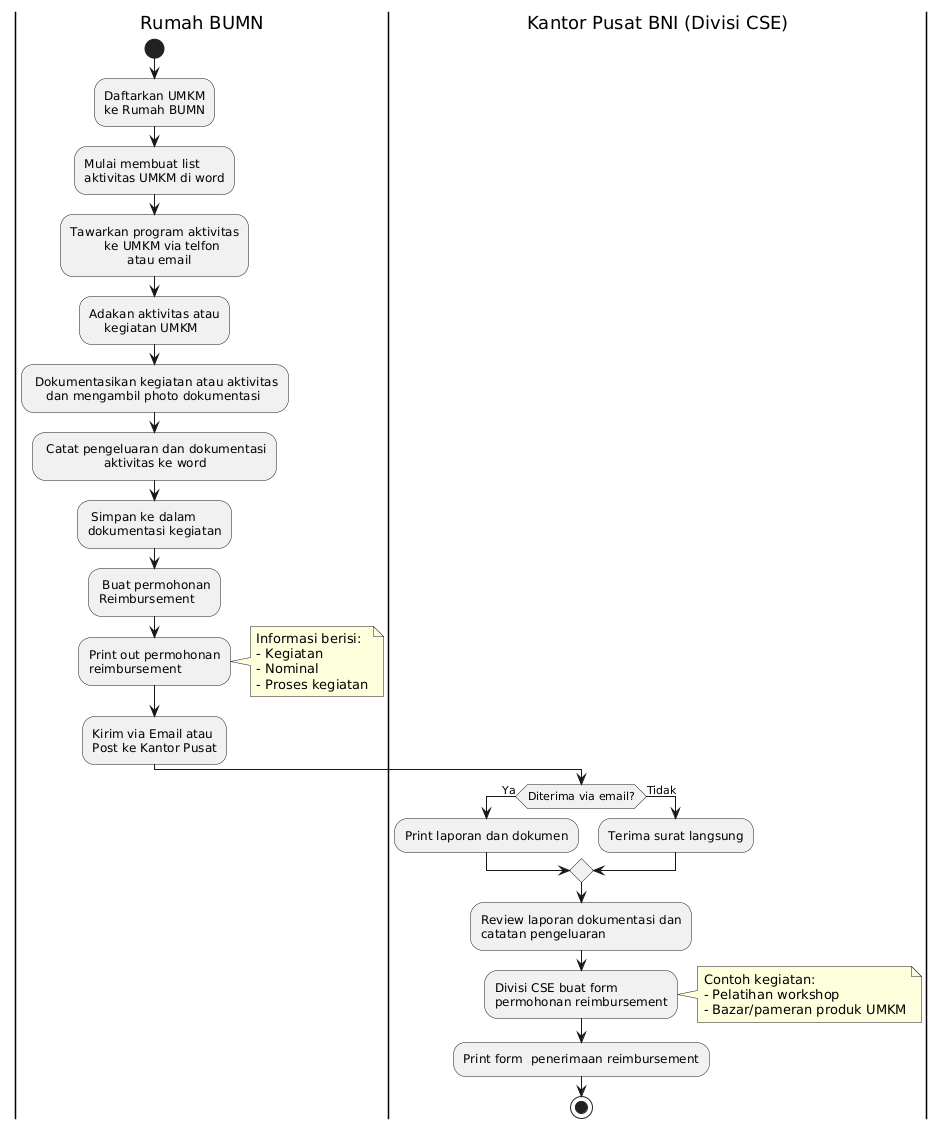 Rumah BUMN
Kantor Pusat BNI (Divisi CSE)
Daftarkan UMKM
ke Rumah BUMN
Mulai membuat list
aktivitas UMKM di word
Tawarkan program aktivitas
ke UMKM via telfon
atau email
Adakan aktivitas atau
kegiatan UMKM
Dokumentasikan kegiatan atau aktivitas
dan mengambil photo dokumentasi
Catat pengeluaran dan dokumentasi
aktivitas ke word
Simpan ke dalam
dokumentasi kegiatan
Buat permohonan
Reimbursement
Print out permohonan
reimbursement
Informasi berisi:
- Kegiatan
- Nominal
- Proses kegiatan
Kirim via Email atau
Post ke Kantor Pusat
Ya
Diterima via email?
Tidak
Print laporan dan dokumen
Terima surat langsung
Review laporan dokumentasi dan
catatan pengeluaran
Divisi CSE buat form
permohonan reimbursement
Contoh kegiatan:
- Pelatihan workshop
- Bazar/pameran produk UMKM
Print form  penerimaan reimbursement